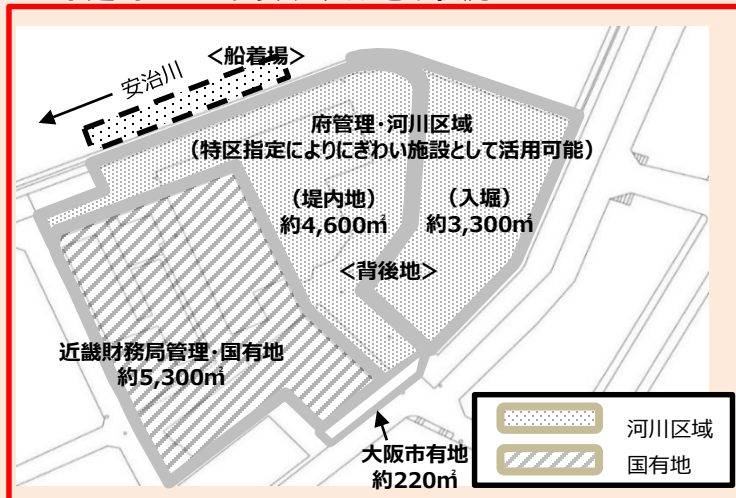 <船着場>
安治川
府管理・河川区域
（特区指定によりにぎわい施設として活用可能）
（堤内地）
約4,600㎡
（入堀）
約3,300㎡
<背後地>
近畿財務局管理・国有地
約5,300㎡
大阪市有地
約220㎡
河川区域
国有地